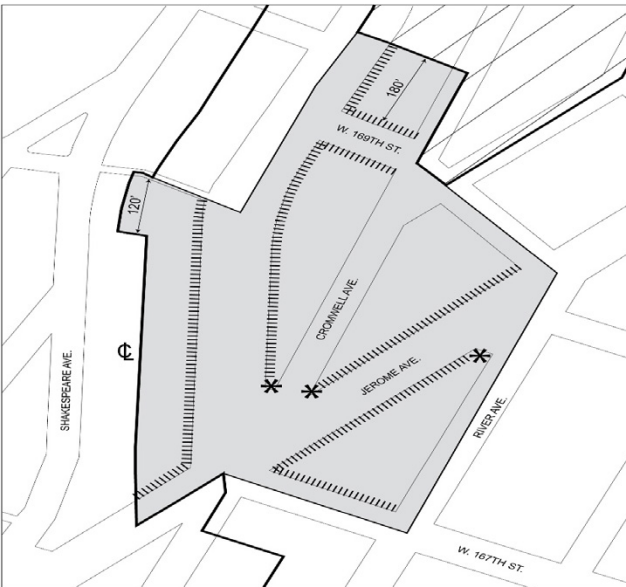 180'
W. 169TH ST.
120'
CROMWELL AVE.
℄
JEROME AVE.
SHAKESPEARE AVE.
RIVER AVE.
W. 167TH ST.